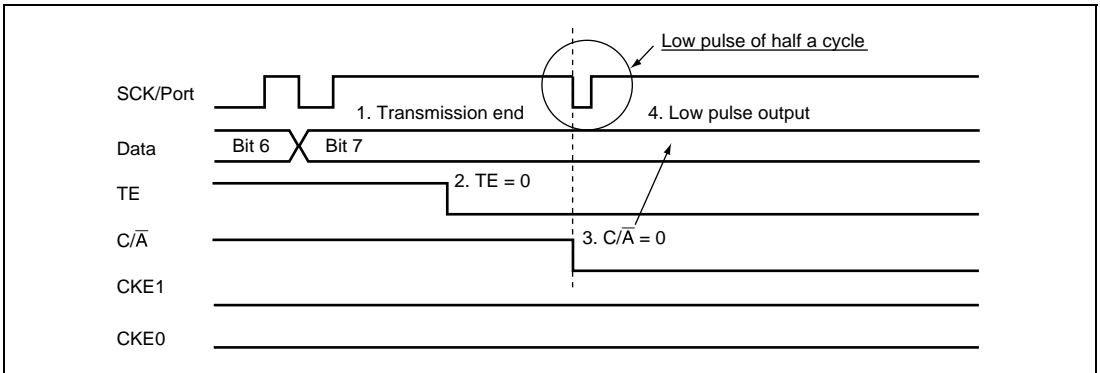 Low pulse of half a cycle
SCK/Port
1. Transmission end
4. Low pulse output
Data
Bit 6
Bit 7
TE
2. TE = 0
C/A̅
3. C/A̅ = 0
CKE1
CKE0